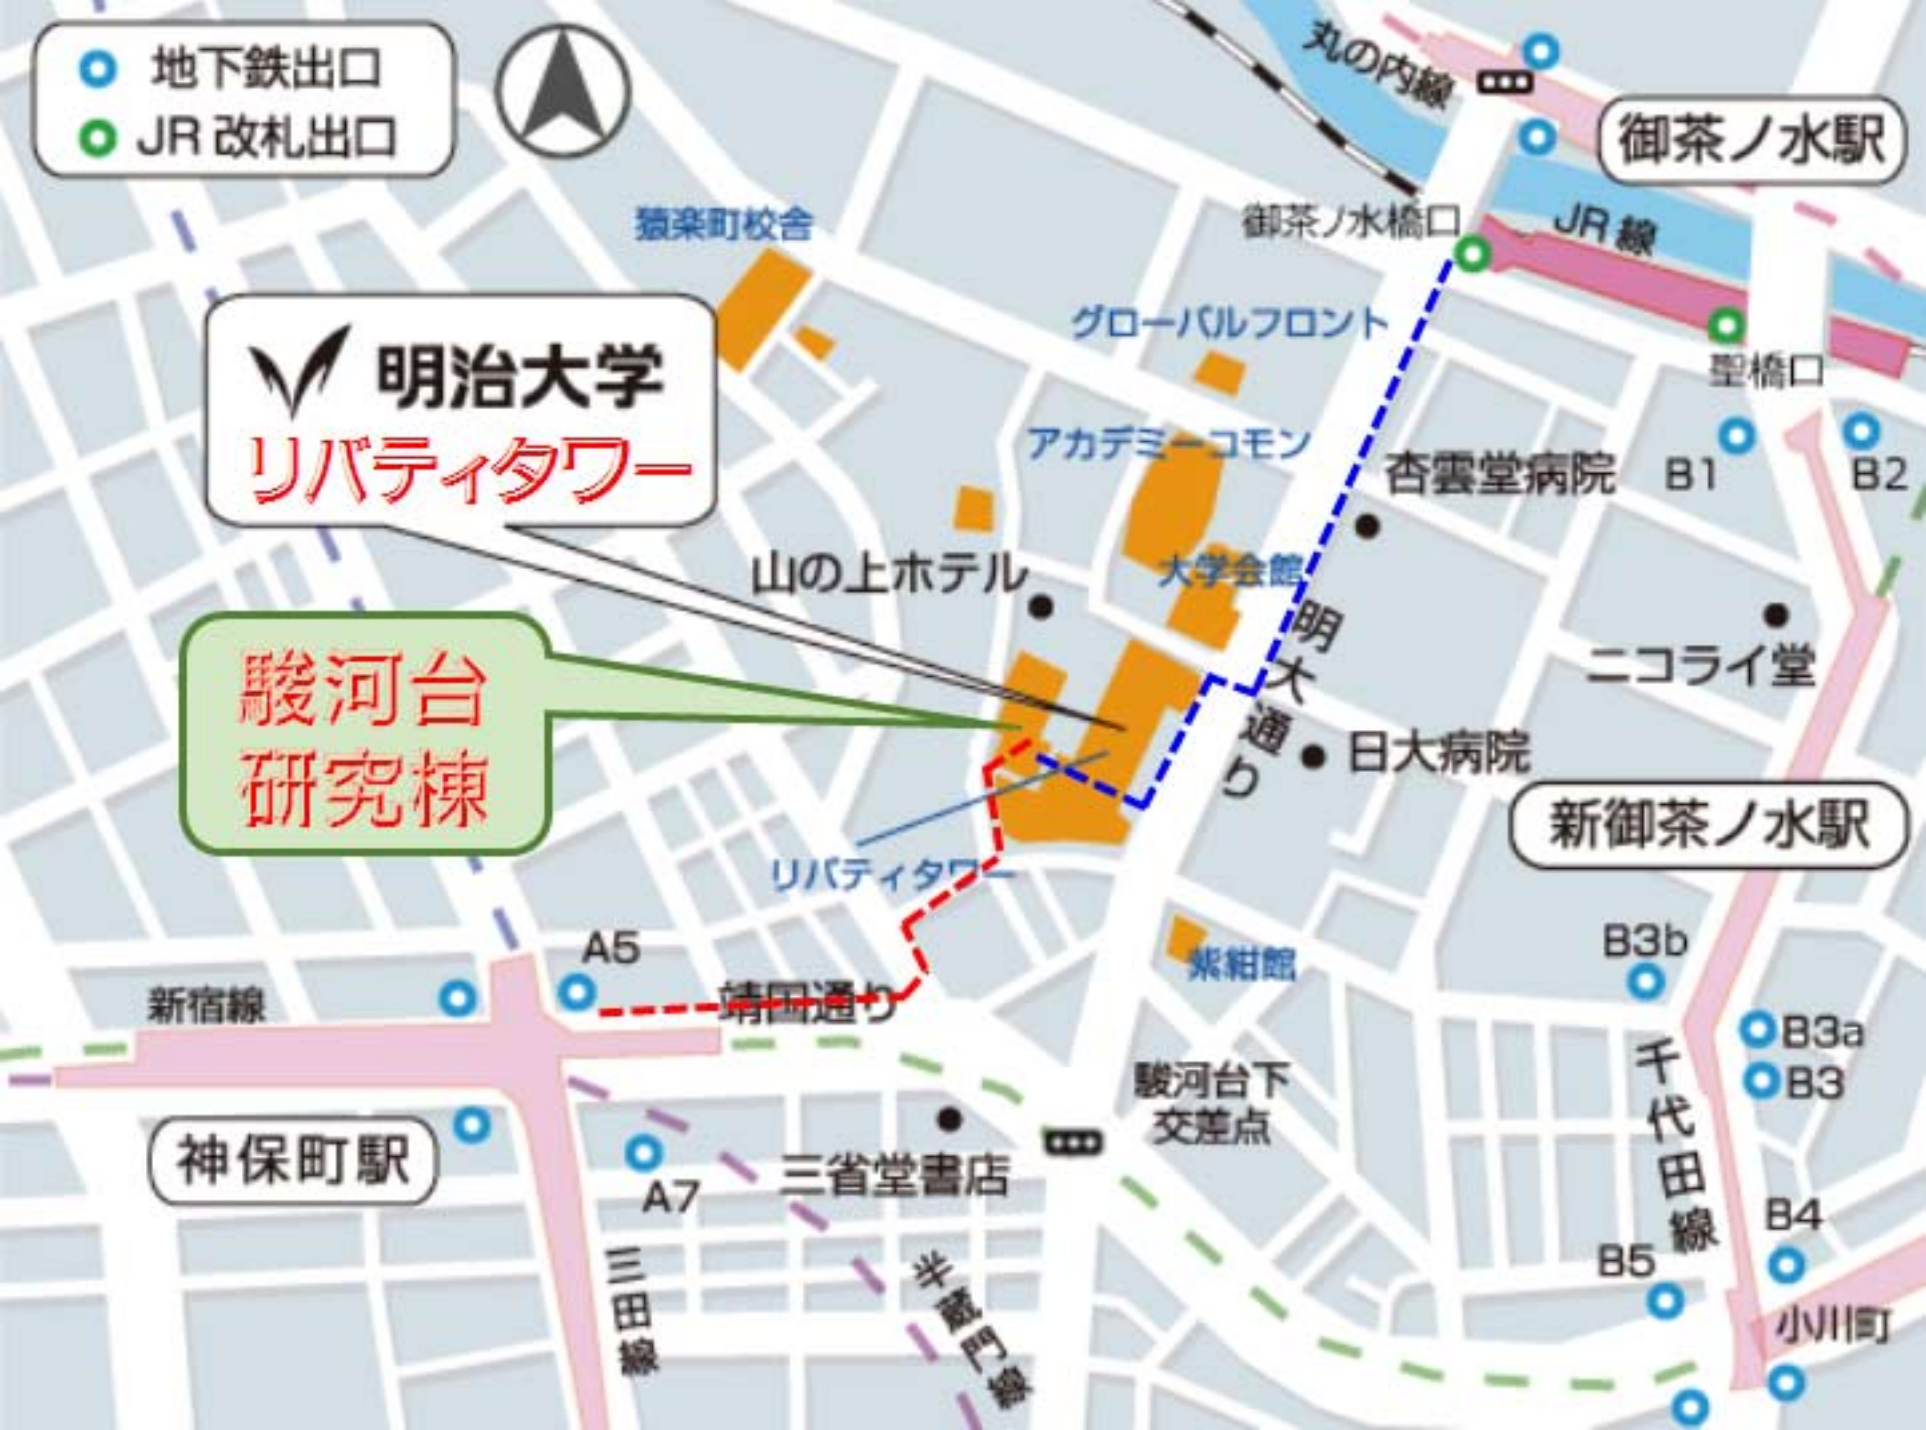 地下鉄出口
JR改札出口
丸の内線
御茶ノ水駅
猿楽町校舎
御茶ノ水橋口
JR線
グローバルフロント
聖橋口
明治大学
リバティタワー
アカデミーコモン
杏雲堂病院
B1
B2
山の上ホテル
大学会館
明大通り
ニコライ堂
駿河台
研究棟
日大病院
新御茶ノ水駅
リバティタワー
A5
紫紺館
B3b
新宿線
靖国通り
B3a
B3
千代田線
駿河台下
交差点
神保町駅
A7
三省堂書店
B4
B5
三田線
半蔵門線
小川町